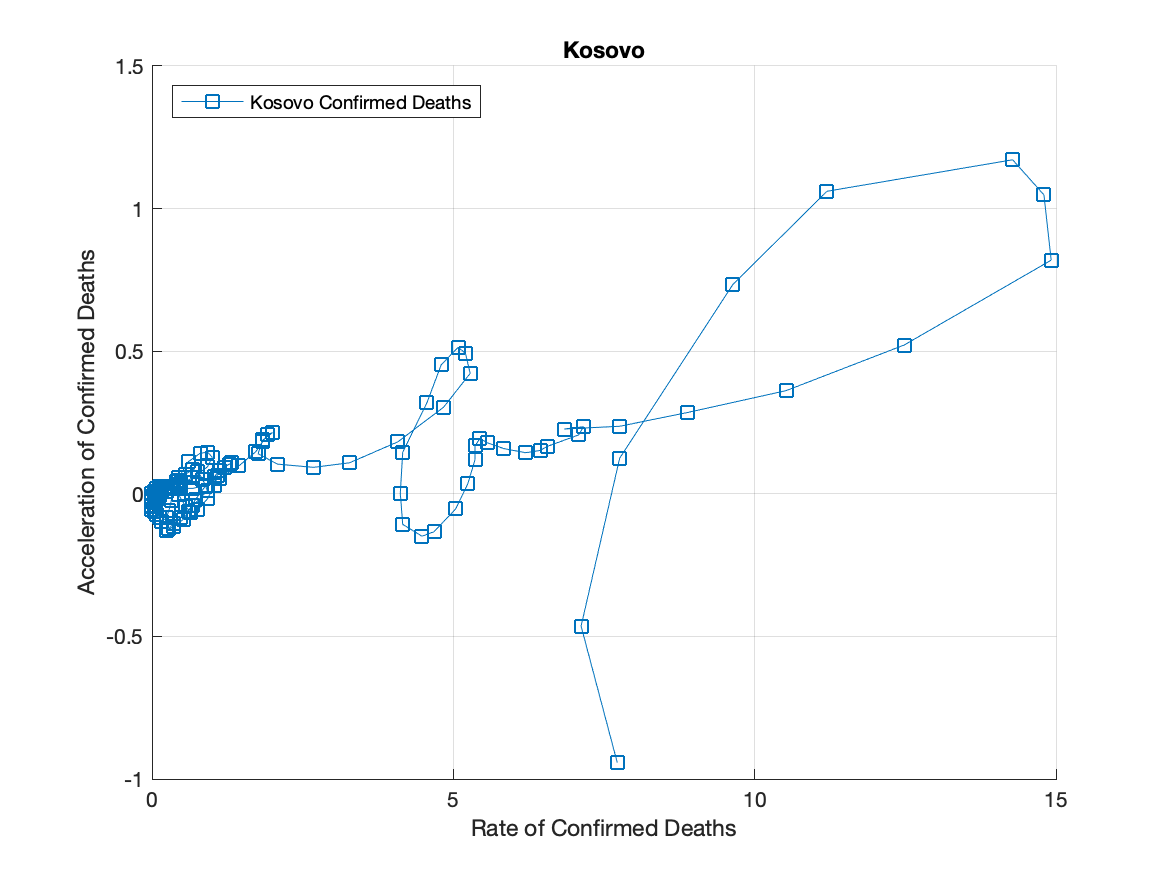 Kosovo
1.5
Kosovo Confirmed Deaths
1
0.5
0
-0.5
-1
Acceleration of Confirmed Deaths
0 5 10 15
Rate of Confirmed Deaths